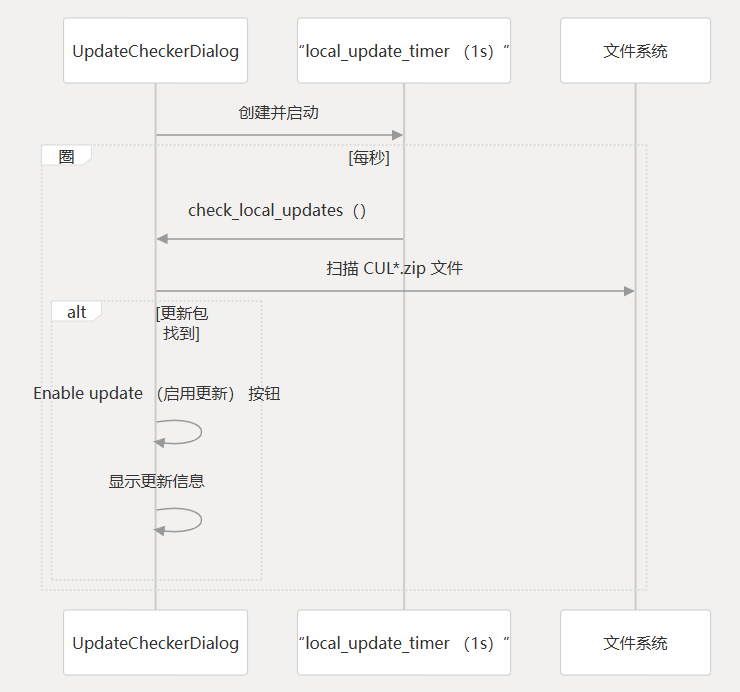 UpdateCheckerDialog
“local_update_timer （1s）”
文件系统
创建并启动
圈
[每秒]
check_local_updates（）
扫描 CUL*.zip 文件
alt
[更新包
找到]
Enable update （启用更新） 按钮
显示更新信息
UpdateCheckerDialog
“local_update_timer （1s）”
文件系统